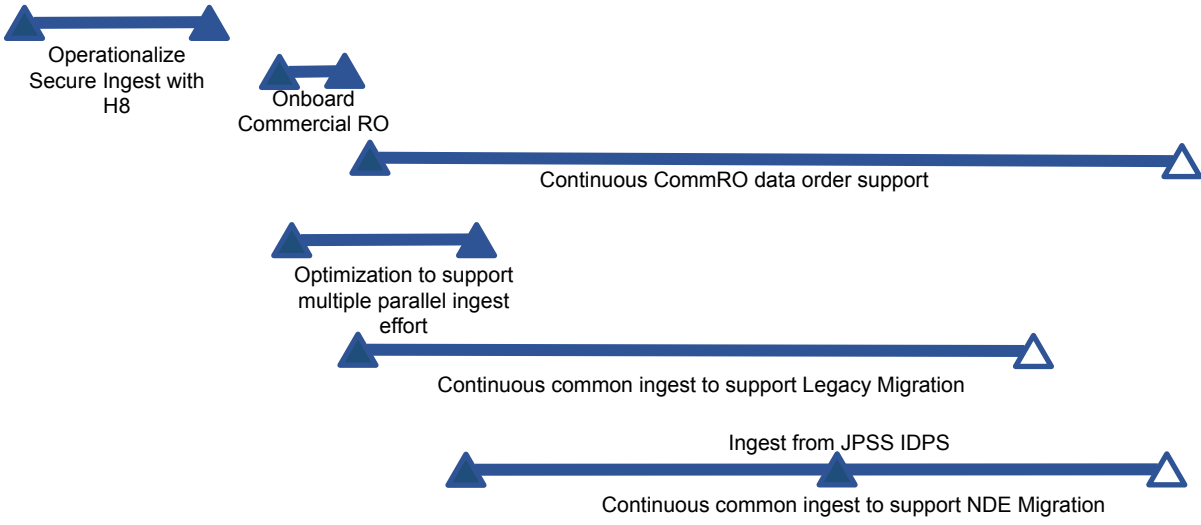 Operationalize
Secure Ingest with
H8
Onboard
Commercial RO
Continuous CommRO data order support
Optimization to support
multiple parallel ingest
effort
Continuous common ingest to support Legacy Migration
Ingest from JPSS IDPS
Continuous common ingest to support NDE Migration